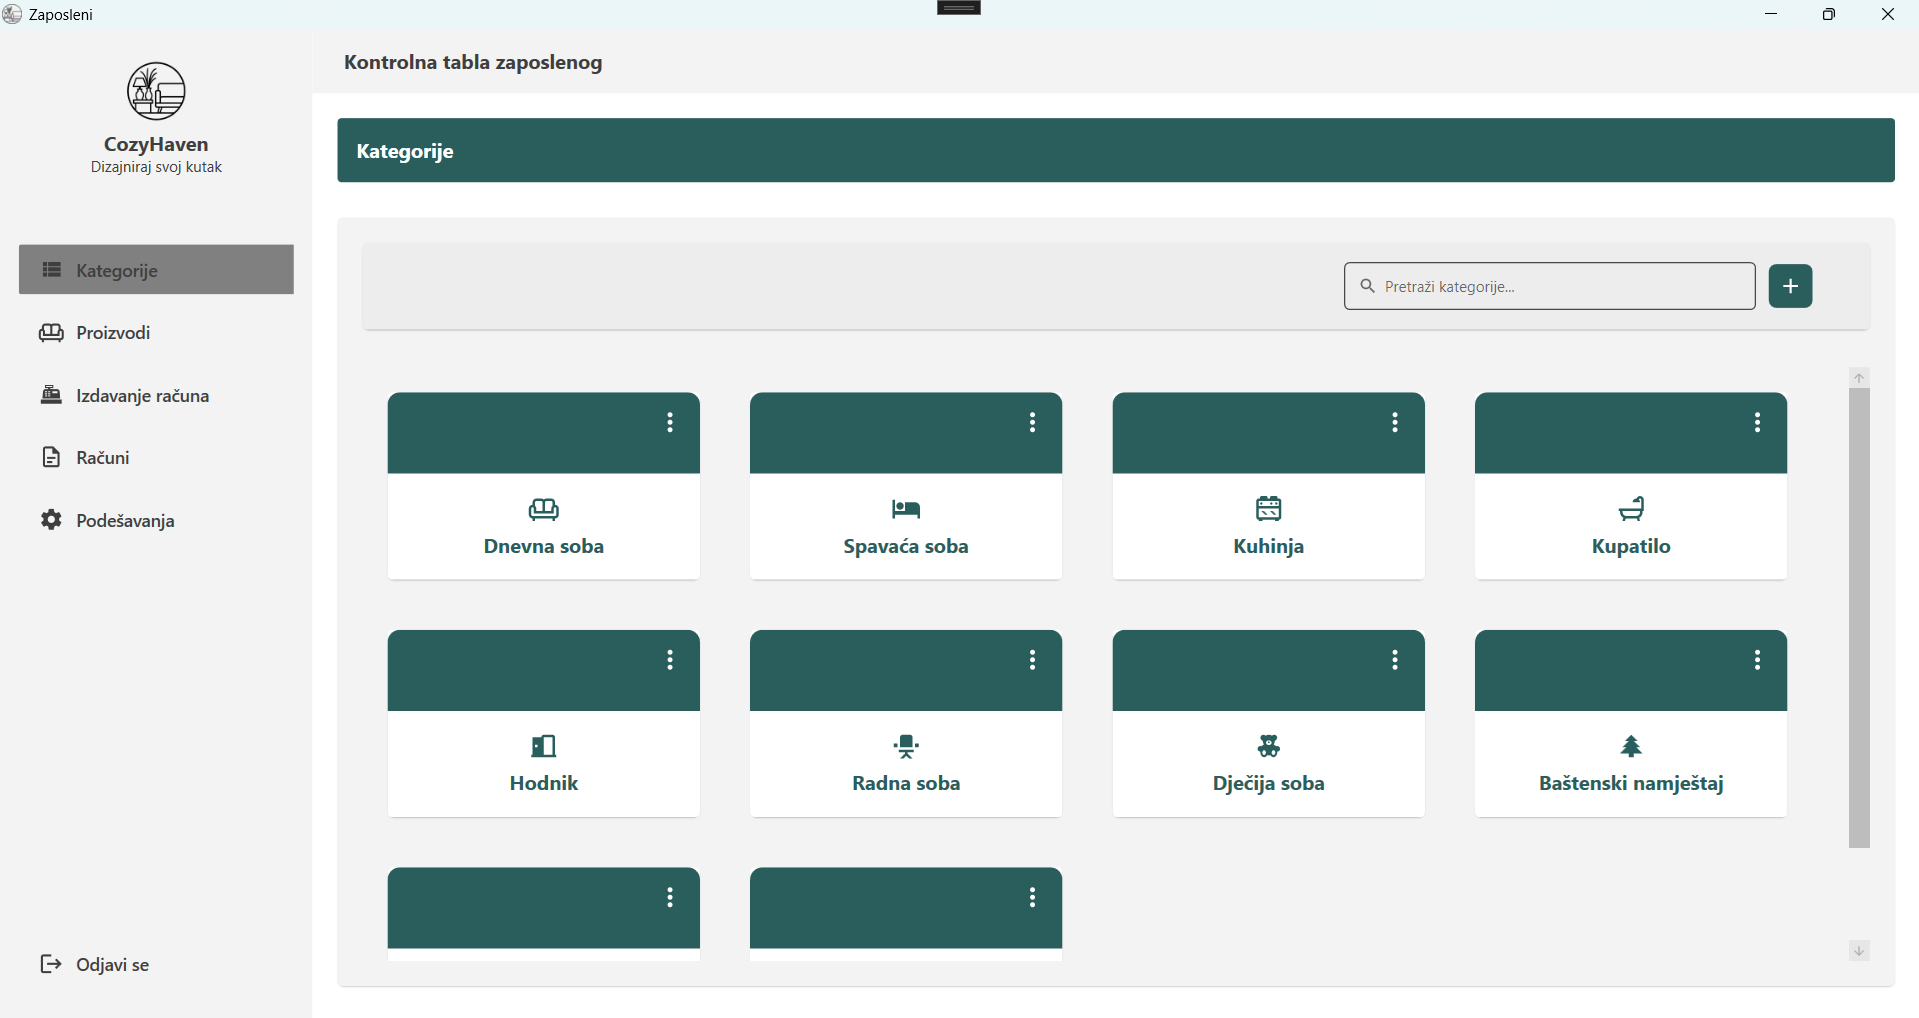 Zaposleni
CozyHaven
Dizajniraj svoj kutak
Kategorije
Proizvodi
Izdavanje računa
Računi
Podešavanja
Odjavi se
Kontrolna tabla zaposlenog
Kategorije
Pretraži kategorije...
Dnevna soba
Spavaća soba
Kuhinja
Kupatilo
Hodnik
Radna soba
Dječija soba
Baštenski namještaj